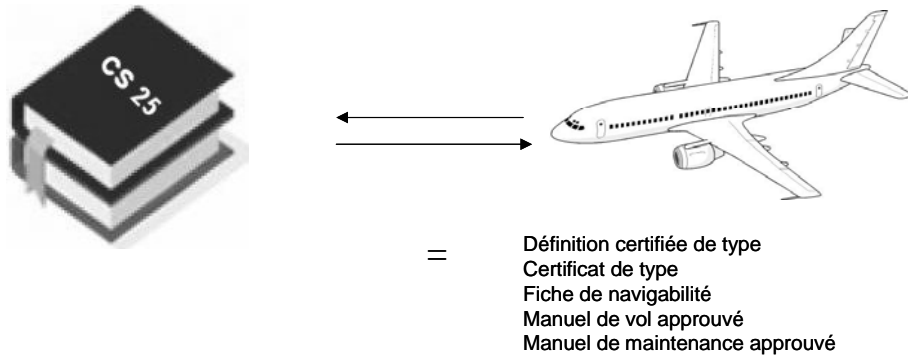 CS 25
=
Définition certifiée de type
Certificat de type
Fiche de navigabilité
Manuel de vol approuvé
Manuel de maintenance approuvé